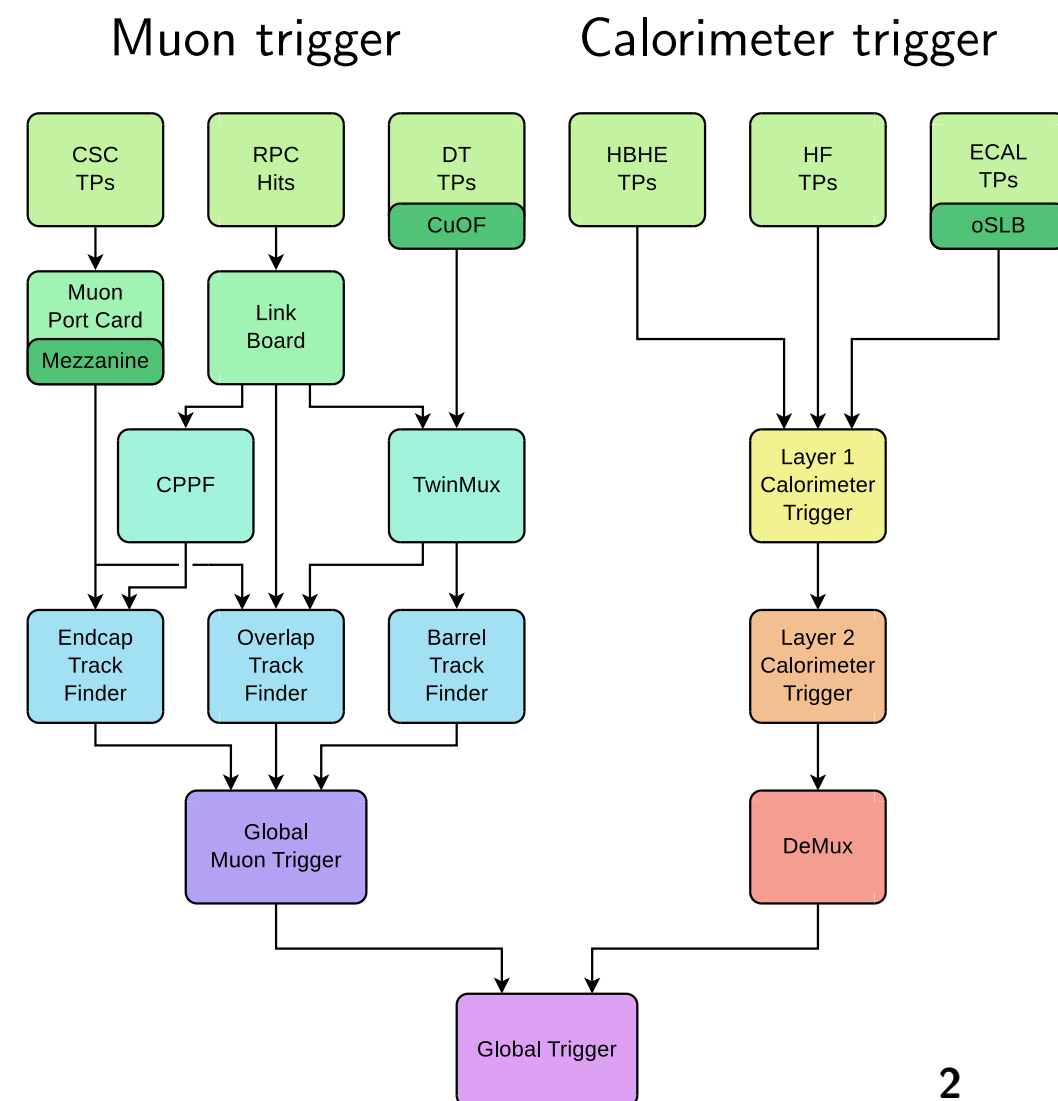 Muon trigger
Calorimeter trigger
CSC
TPs
RPC
Hits
DT
TPs
CuOF
HBHE
TPs
HF
TPs
ECAL
TPs
oSLB
Muon
Port Card
Mezzanine
Link
Board
CPPF
TwinMux
Layer 1
Calorimeter
Trigger
Endcap
Track
Finder
Overlap
Track
Finder
Barrel
Track
Finder
Layer 2
Calorimeter
Trigger
Global
Muon Trigger
DeMux
Global Trigger
2